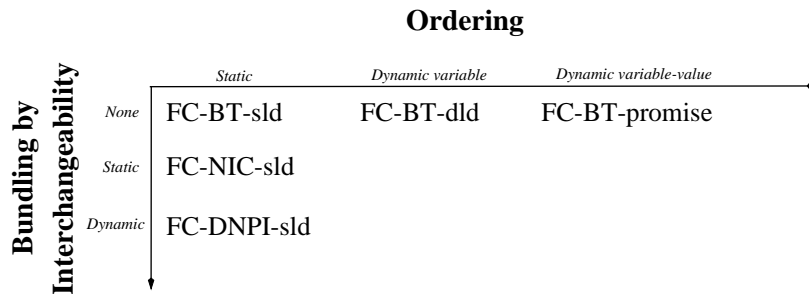 Ordering
Static Dynamic variable Dynamic variable-value
Bundling by
Interchangeability
None FC-BT-sld FC-BT-dld FC-BT-promise
Static FC-NIC-sld
Dynamic FC-DNPI-sld